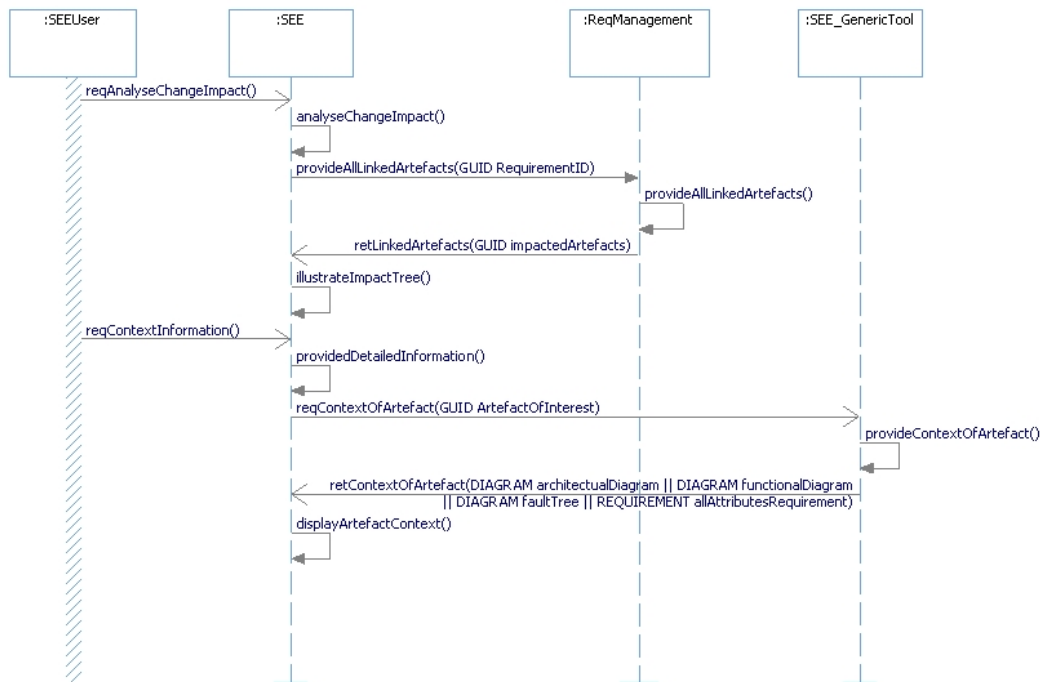 :SEEUser
:SEE
:ReqManagement
:SEE_GenericTool
reqAnalyseChangeImpact()
analyseChangeImpact()
provideAllLinkedArtefacts(GUID RequirementID)
provideAllLinkedArtefacts()
retLinkedArtefacts(GUID impactedArtefacts)
illustrateImpactTree()
reqContextInformation()
providedDetailedInformation()
reqContextOfArtefact(GUID ArtefactOfInterest)
provideContextOfArtefact()
retContextOfArtefact(DIAGRAM architectualDiagram || DIAGRAM functionalDiagram
|| DIAGRAM faultTree || REQUIREMENT allAttributesRequirement)
displayArtefactContext()